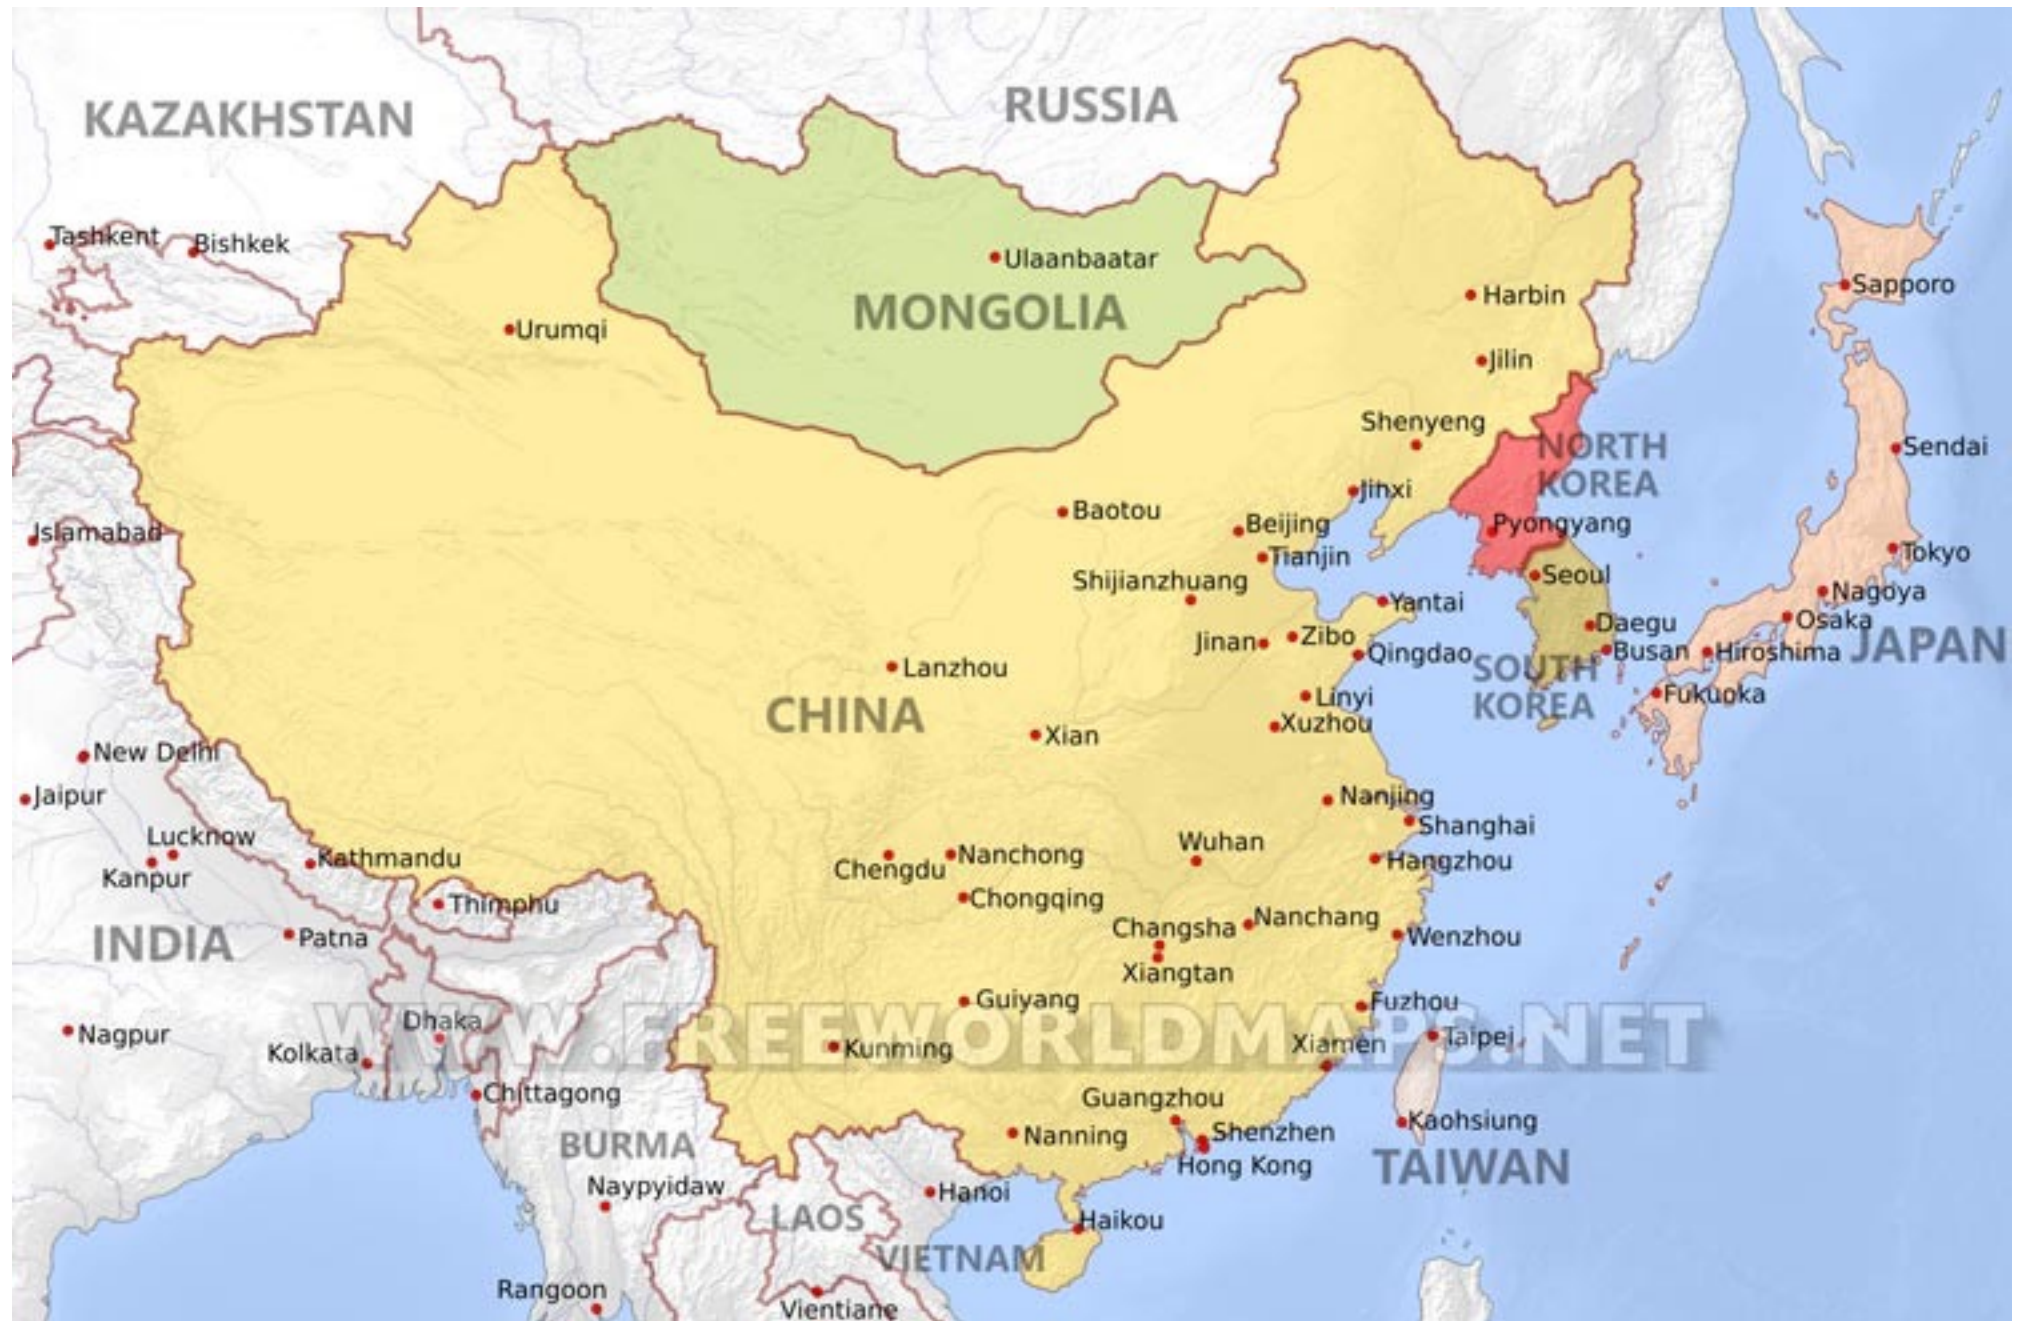 RUSSIA
KAZAKHSTAN
Tashkent
Bishkek
Ulaanbaatar
MONGOLIA
Sapporo
Harbin
Urumqi
Jilin
Shenyeng
NORTH
KOREA
Sendai
Jinxi
Baotou
Beijing
Pyongyang
Islamabad
Tianjin
Tokyo
Shijianzhuang
Seoul
Nagoya
Yantai
Osaka
Daegu
Zibo
Jinan
JAPAN
Busan
Hiroshima
Qingdao
Lanzhou
SOUTH
KOREA
Fukuoka
Linyi
CHINA
Xuzhou
Xian
New Delhi
Jaipur
Nanjing
Shanghai
Lucknow
Wuhan
Kathmandu
Nanchong
Hangzhou
Chengdu
Kanpur
Chongqing
Thimphu
Nanchang
Changsha
Wenzhou
Patna
INDIA
Xiangtan
Guiyang
Fuzhou
WWW.FREEWORLDMAPS.NET
Dhaka
Nagpur
Taipei
Xiamen
Kunming
Kolkata
Chittagong
Guangzhou
Kaohsiung
Shenzhen
Nanning
BURMA
Hong Kong
TAIWAN
Naypyidaw
Hanoi
LAOS
Haikou
VIETNAM
Rangoon
Vientiane